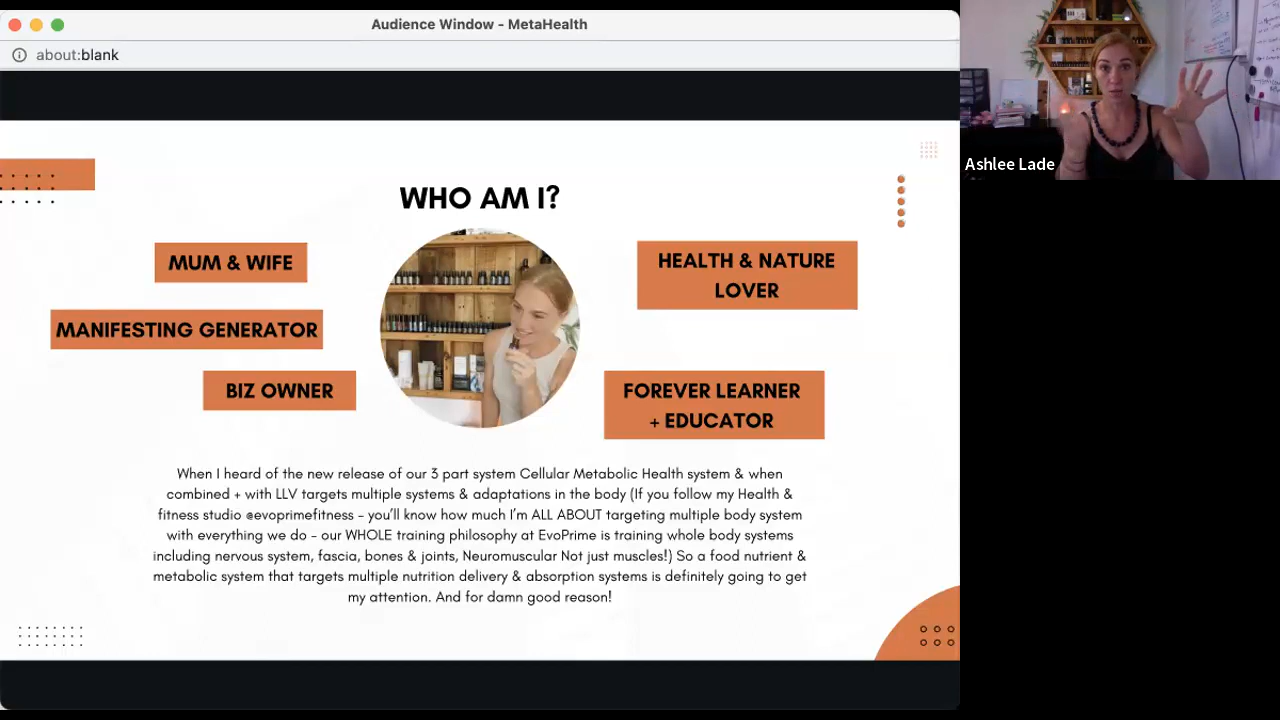 Audience Window - MetaHealth
about:blank
Ashlee Lade
WHO AM I?
MUM & WIFE
MANIFESTING GENERATOR
BIZ OWNER
HEALTH & NATURE
LOVER
FOREVER LEARNER
+ EDUCATOR
When I heard of the new release of our 3 part system Cellular Metabolic Health system & when
combined + with LLV targets multiple systems & adaptations in the body (If you follow my Health &
fitness studio @evoprimefitness - you'll know how much I'm ALL ABOUT targeting multiple body system
with everything we do - our WHOLE training philosophy at EvoPrime is training whole body systems
including nervous system, fascia, bones & joints, Neuromuscular Not just muscles!) So a food nutrient &
metabolic system that targets multiple nutrition delivery & absorption systems is definitely going to get
my attention. And for damn good reason!